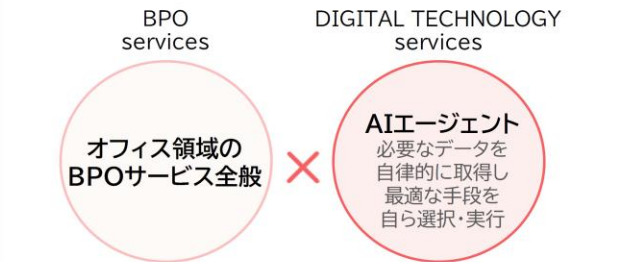 BPO
services
オフィス領域の
BPOサービス全般
×
DIGITAL TECHNOLOGY
services
AIエージェント
必要なデータを
自律的に取得し
最適な手段を
自ら選択・実行